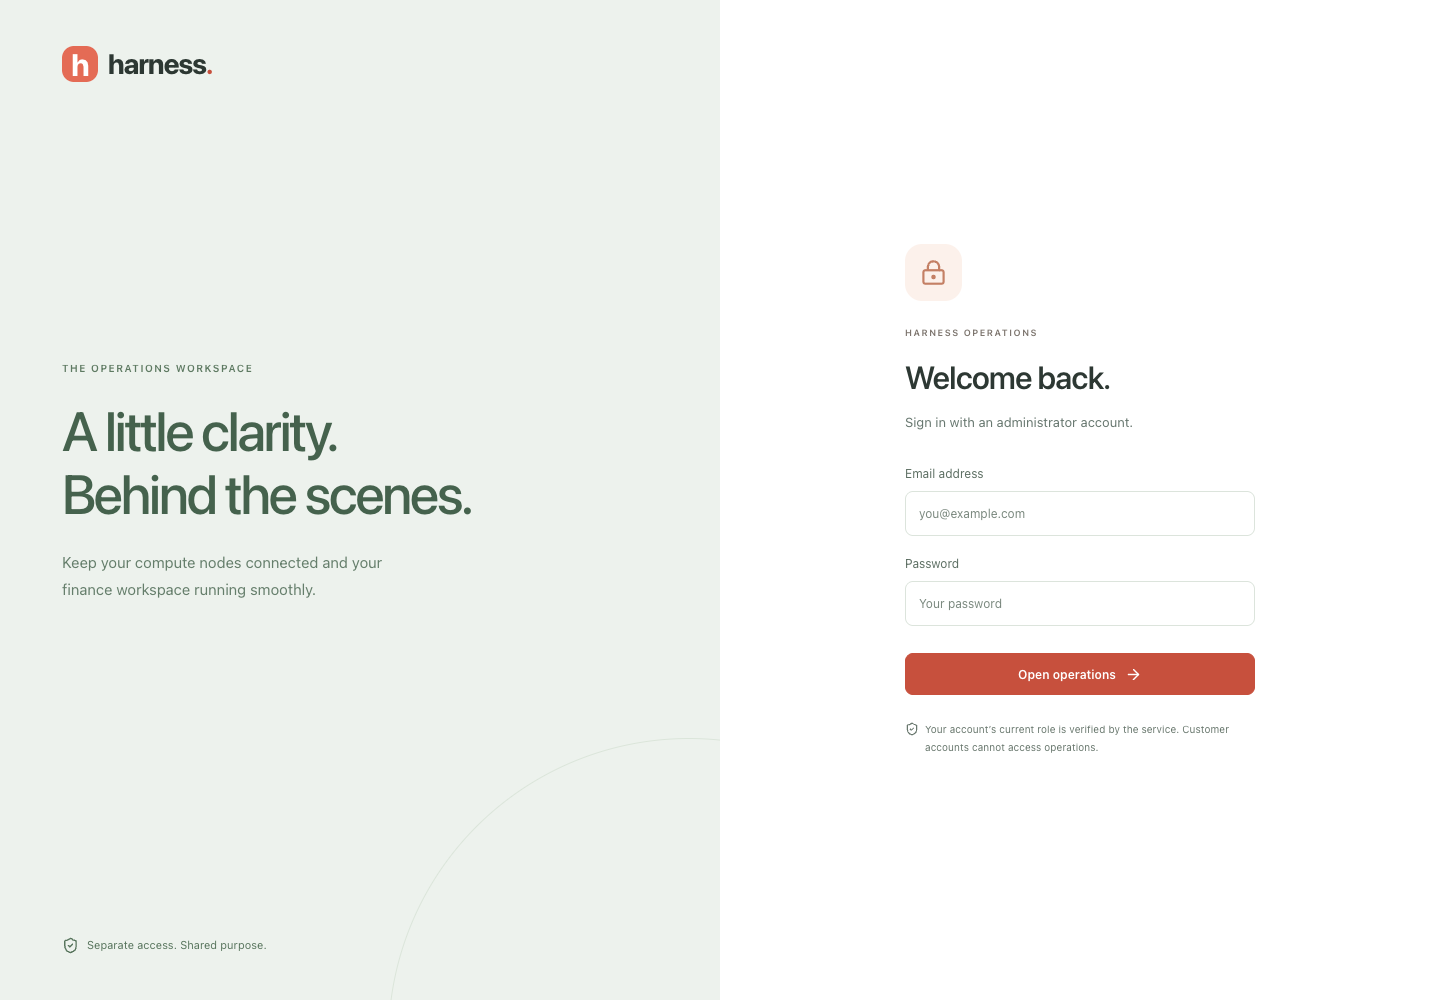 h harness.
THE OPERATIONS WORKSPACE
A little clarity.
Behind the scenes.
Keep your compute nodes connected and your
finance workspace running smoothly.
Separate access. Shared purpose.
HARNESS OPERATIONS
Welcome back.
Sign in with an administrator account.
Email address
you@example.com
Password
Your password
Open operations
Your account's current role is verified by the service. Customer
accounts cannot access operations.